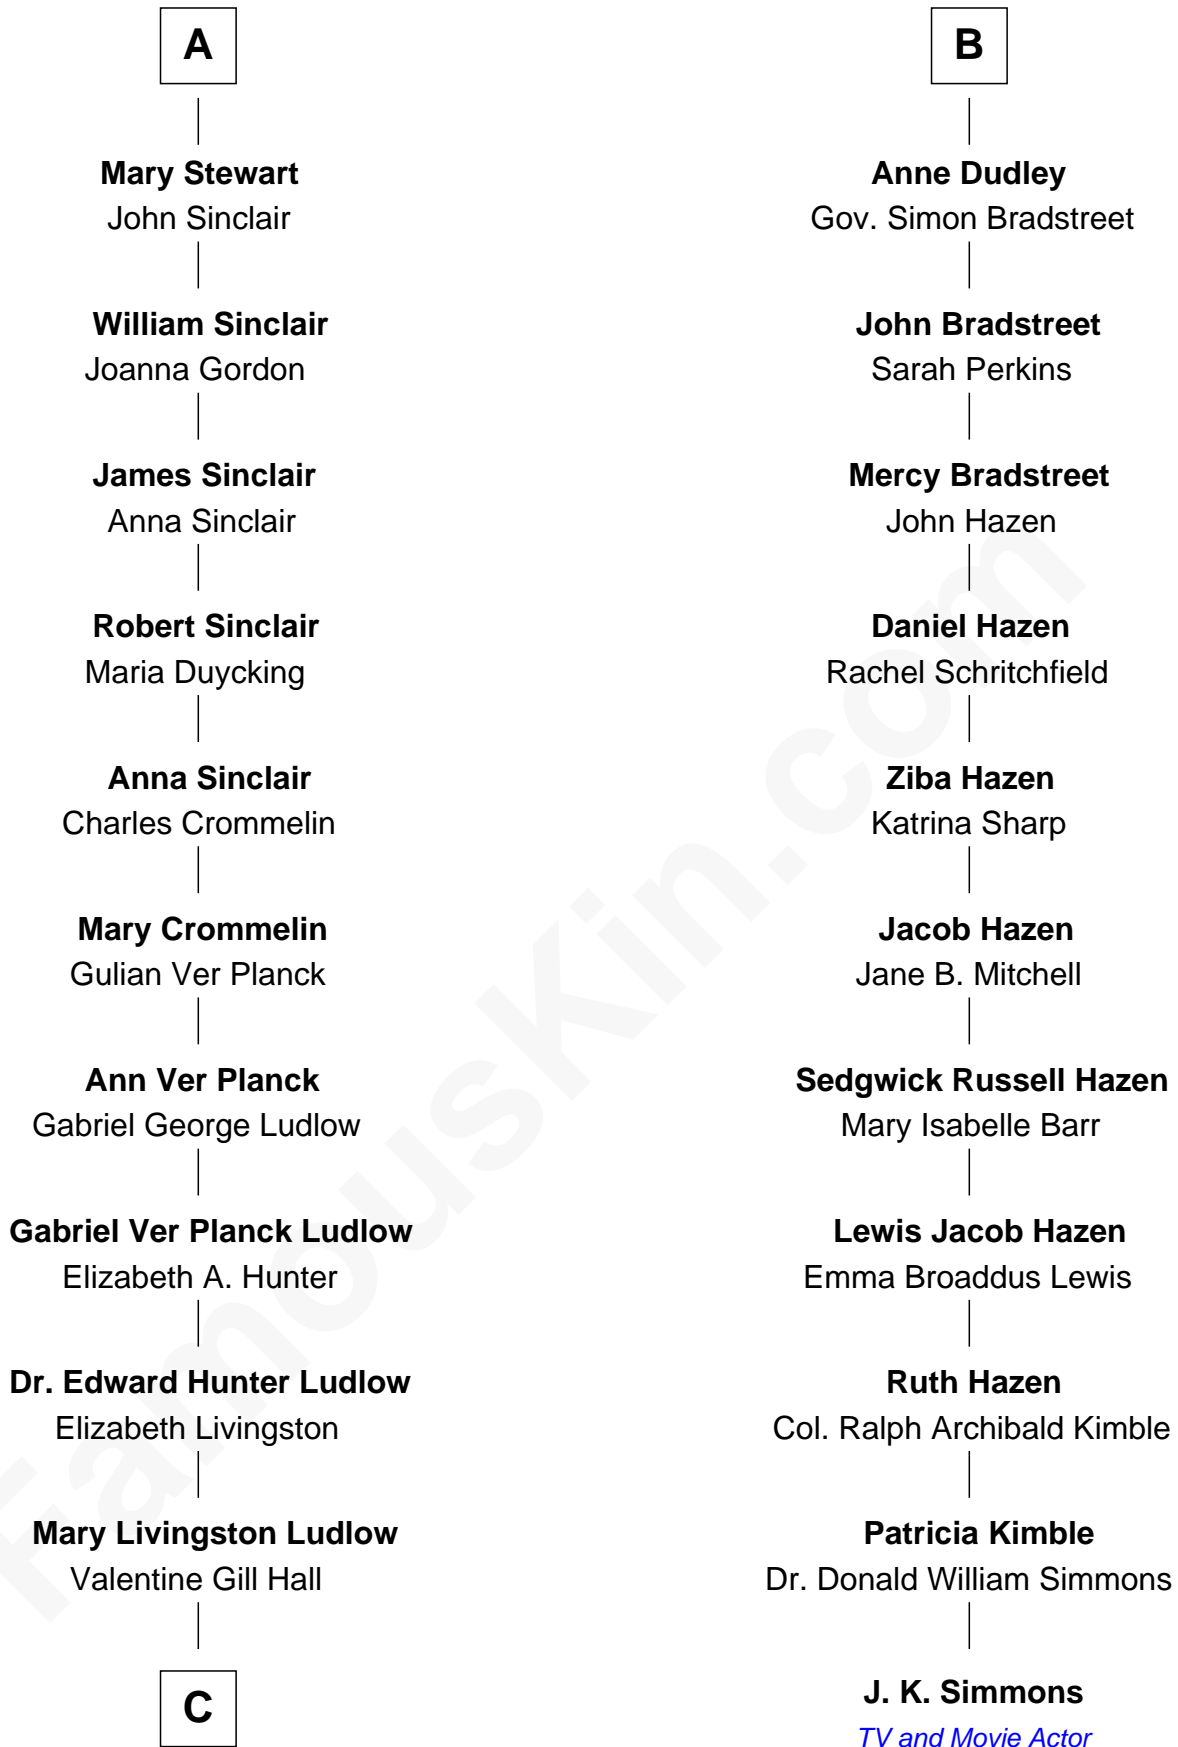 A
Mary Stewart
John Sinclair
William Sinclair
Joanna Gordon
James Sinclair
Anna Sinclair
Robert Sinclair
Maria Duycking
Anna Sinclair
Charles Crommelin
Mary Crommelin
Gulian Ver Planck
Ann Ver Planck
Gabriel George Ludlow
Gabriel Ver Planck Ludlow
Elizabeth A. Hunter
Dr. Edward Hunter Ludlow
Elizabeth Livingston
Mary Livingston Ludlow
Valentine Gill Hall
C
B
Anne Dudley
Gov. Simon Bradstreet
John Bradstreet
Sarah Perkins
Mercy Bradstreet
John Hazen
Daniel Hazen
Rachel Schritchfield
Ziba Hazen
Katrina Sharp
Jacob Hazen
Jane B. Mitchell
Sedgwick Russell Hazen
Mary Isabelle Barr
Lewis Jacob Hazen
Emma Broaddus Lewis
Ruth Hazen
Col. Ralph Archibald Kimble
Patricia Kimble
Dr. Donald William Simmons
J. K. Simmons
TV and Movie Actor
FamousKin.com